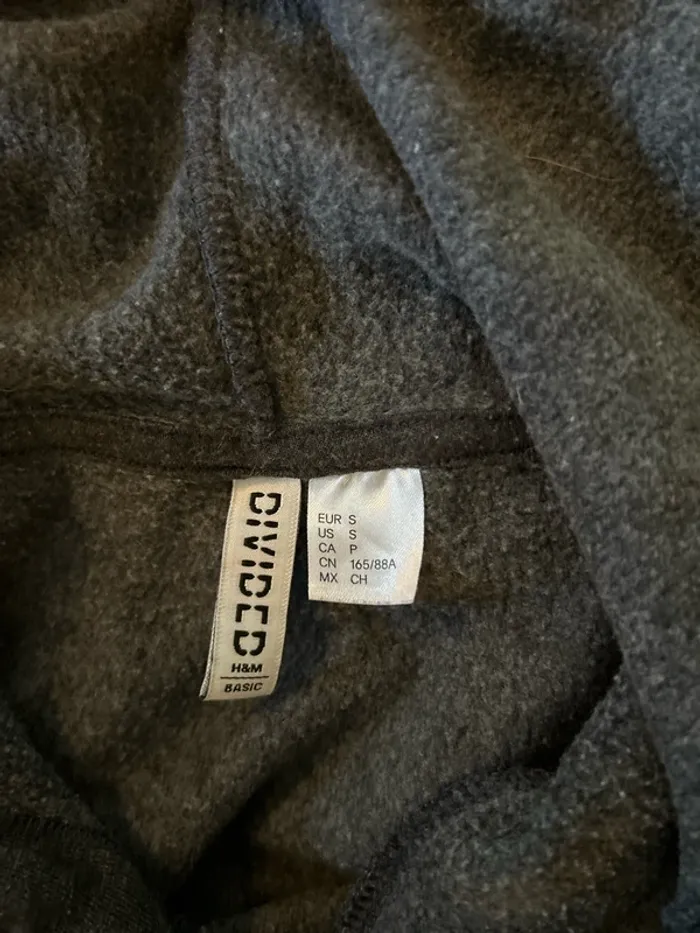 DIVIDED
H&M
BASIC
EUR S
US S
CA P
CN 165/88A
MX CH